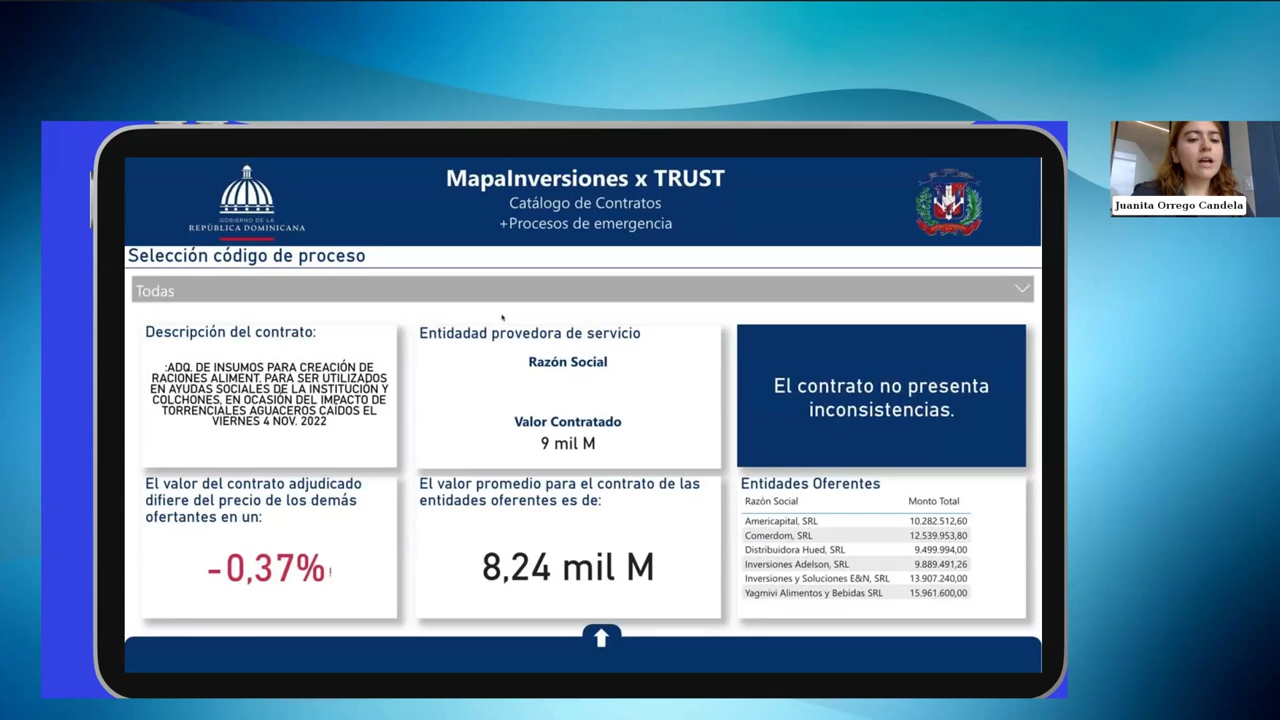 MapaInversiones x TRUST
Catálogo de Contratos
+Procesos de emergencia
GOBIERNO DE LA
REPÚBLICA DOMINICANA
Juanita Orrego Candela
Selección código de proceso
Todas
Descripción del contrato:
:ADQ. DE INSUMOS PARA CREACIÓN DE
RACIONES ALIMENT. PARA SER UTILIZADOS
EN AYUDAS SOCIALES DE LA INSTITUCIÓN Y
COLCHONES, EN OCASIÓN DEL IMPACTO DE
TORRENCIALES AGUACEROS CAÍDOS EL
VIERNES 4 NOV. 2022
Entidadad provedora de servicio
Razón Social
Valor Contratado
9 mil M
El contrato no presenta
inconsistencias.
El valor del contrato adjudicado
difiere del precio de los demás
ofertantes en un:
-0,37%!
El valor promedio para el contrato de las
entidades oferentes es de:
8,24 mil M
Entidades Oferentes
Razón Social Monto Total
Americapital, SRL 10.282.512,60
Comerdom, SRL 12.539.953,80
Distribuidora Hued, SRL 9.499.994,00
Inversiones Adelson, SRL 9.889.491,26
Inversiones y Soluciones E&N, SRL 13.907.240,00
Yagmivi Alimentos y Bebidas SRL 15.961.600,00